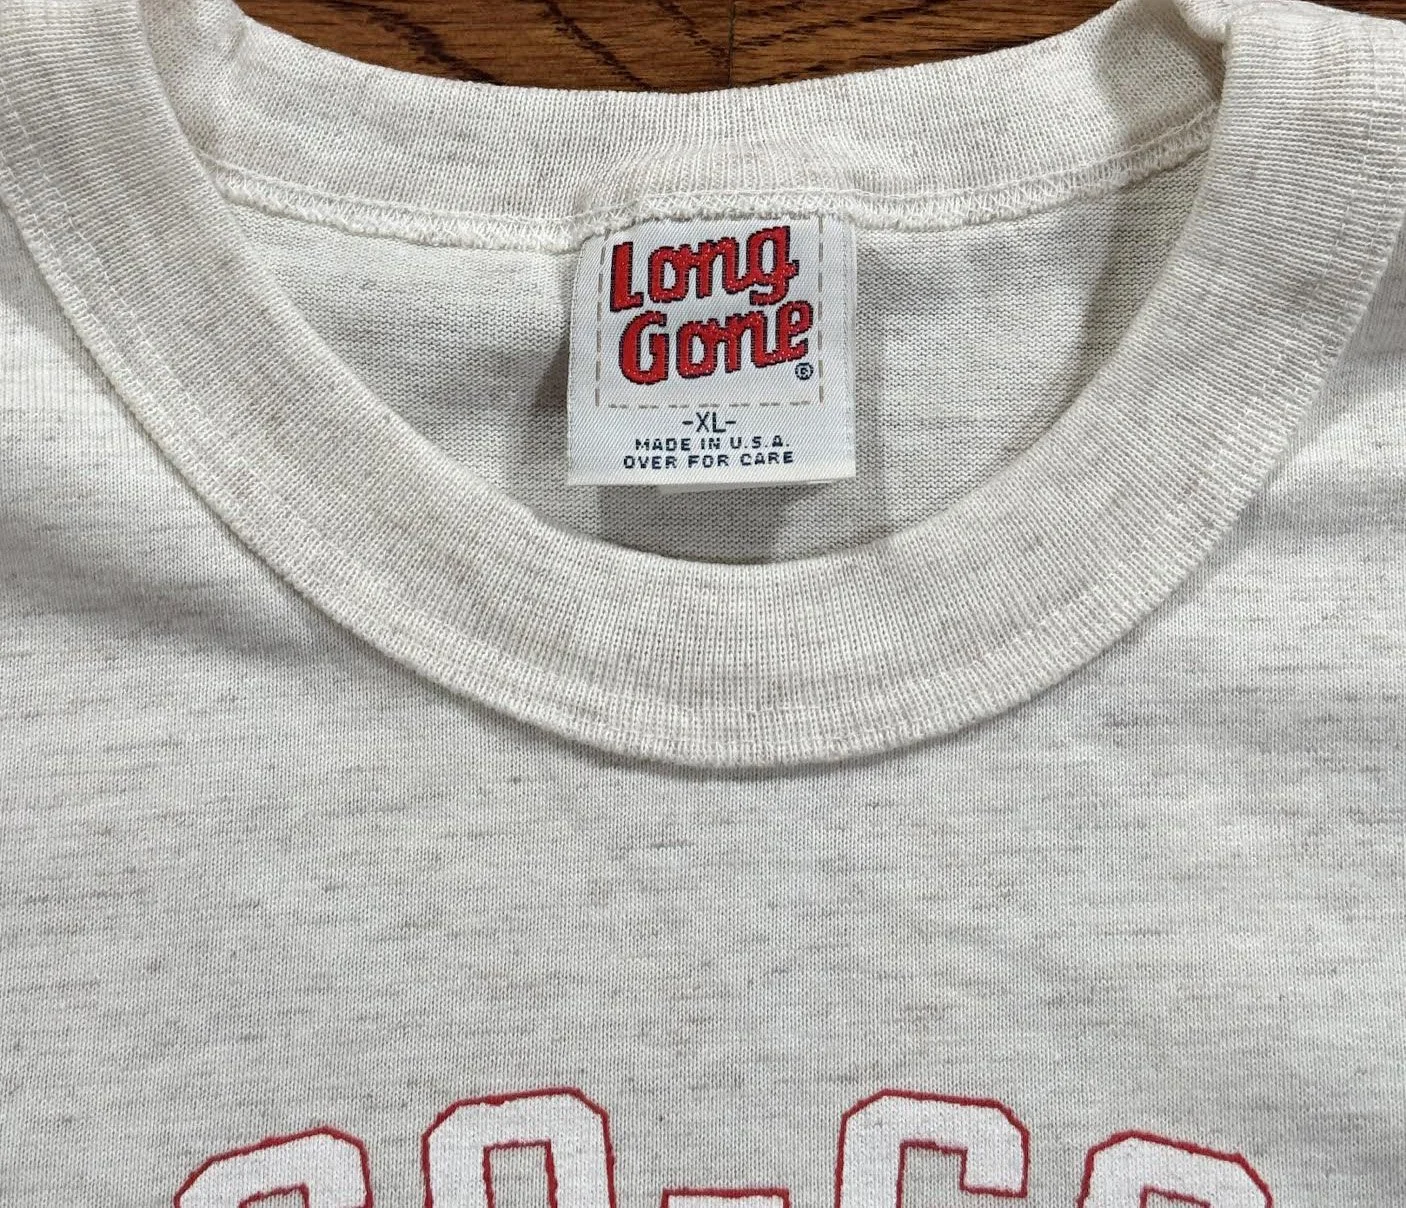 Long
Gone
®
-XL-
MADE IN U.S.A.
OVER FOR CARE